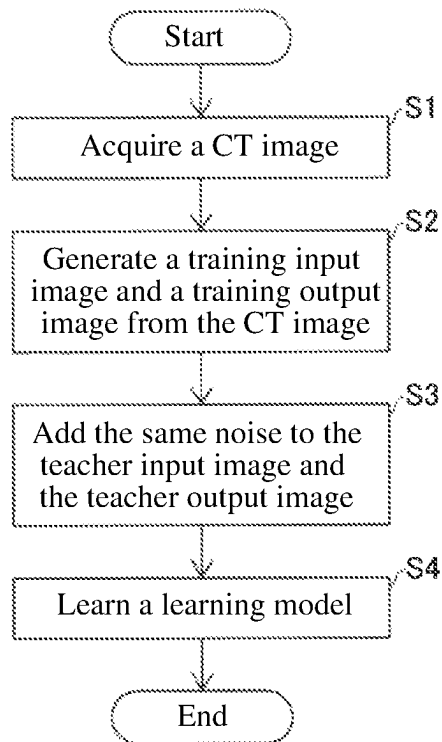 Start
S1
Acquire a CT image
S2
Generate a training input
image and a training output
image from the CT image
S3
Add the same noise to the
teacher input image and
the teacher output image
S4
Learn a learning model
End